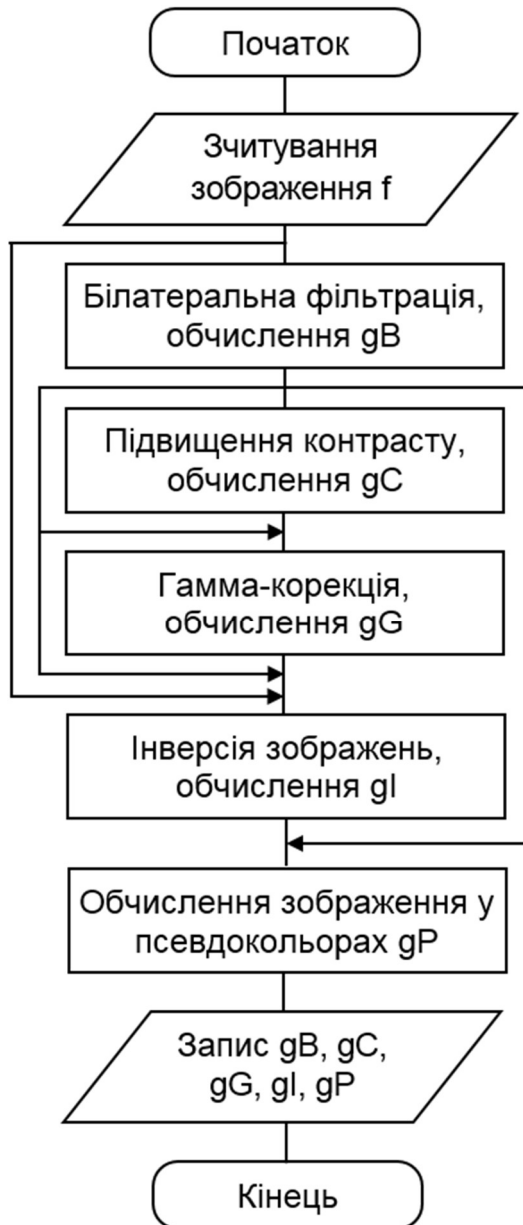 Початок
Зчитування
зображення f
Білатеральна фільтрація,
обчислення gB
Підвищення контрасту,
обчислення gC
Гамма-корекція,
обчислення gG
Інверсія зображень,
обчислення gI
Обчислення зображення у
псевдокольорах gP
Запис gB, gC,
gG, gI, gP
Кінець